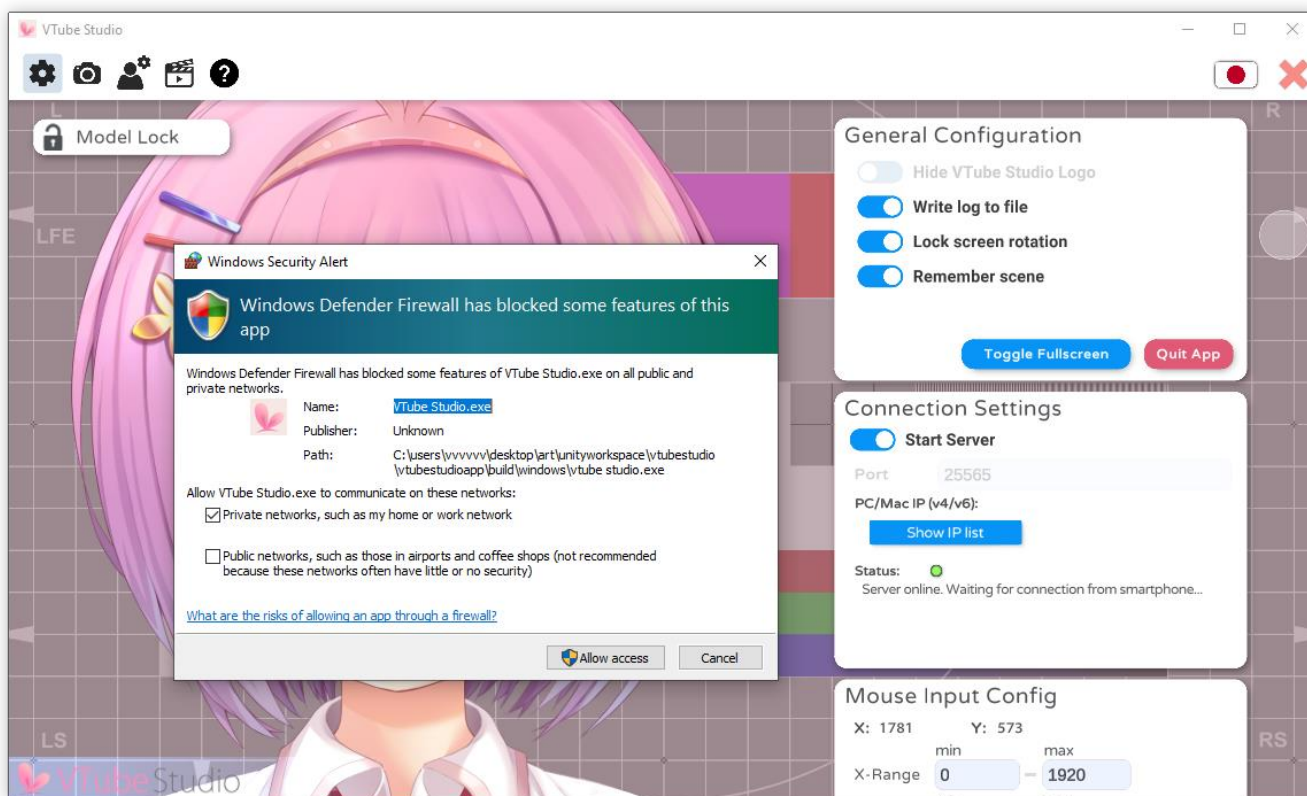 VTube Studio
L
R
Model Lock
LFE
General Configuration
Hide VTube Studio Logo
Write log to file
Lock screen rotation
Remember scene
Toggle Fullscreen
Quit App
Windows Security Alert
Windows Defender Firewall has blocked some features of this
app
Windows Defender Firewall has blocked some features of VTube Studio.exe on all public and
private networks.
Name: VTube Studio.exe
Publisher: Unknown
Path: C:\users\vvvvvv\desktop\art\unityworkspace\vtubestudio
\vtubestudioapp\build\windows\vtube studio.exe
Allow VTube Studio.exe to communicate on these networks:
Private networks, such as my home or work network
Public networks, such as those in airports and coffee shops (not recommended
because these networks often have little or no security)
What are the risks of allowing an app through a firewall?
Allow access
Cancel
Connection Settings
Start Server
Port 25565
PC/Mac IP (v4/v6):
Show IP list
Status:
Server online. Waiting for connection from smartphone...
Mouse Input Config
X: 1781 Y: 573
min max
X-Range 0 – 1920
LS
RS
VTube Studio